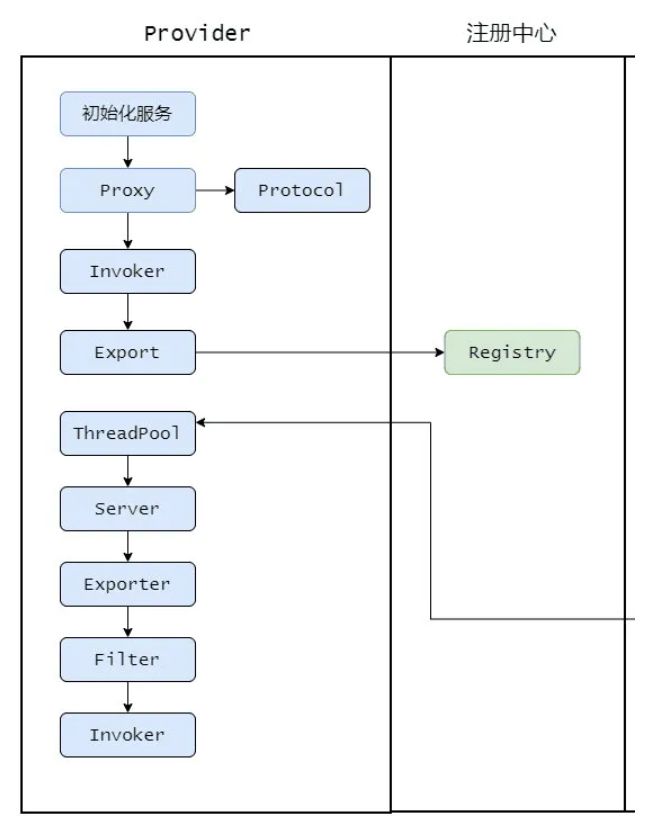 Provider
注册中心
初始化服务
Proxy
Protocol
Invoker
Export
Registry
ThreadPool
Server
Exporter
Filter
Invoker